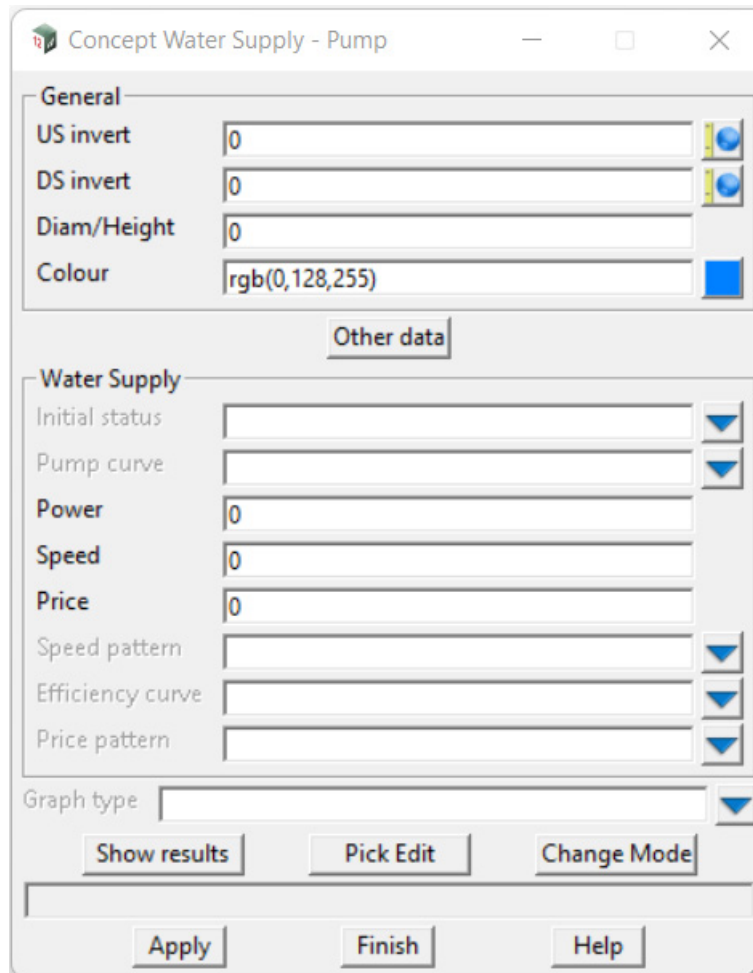 Concept Water Supply - Pump
General
US invert 0
DS invert 0
Diam/Height 0
Colour rgb(0,128,255)
Other data
Water Supply
Initial status
Pump curve
Power 0
Speed 0
Price 0
Speed pattern
Efficiency curve
Price pattern
Graph type
Show results Pick Edit Change Mode
Apply Finish Help